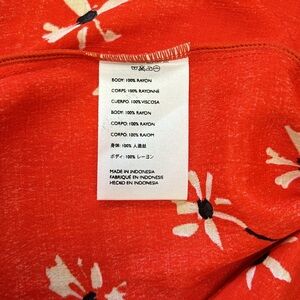 BODY: 100% RAYON
CORPS: 100% RAYONNE
CUERPO: 100%VISCOSA
BODY: 100% RAYON
CORPO: 100% RAYON
CORPO: 100% RAIOM
身体: 100% 人造丝
ボディ: 100% レーヨン
MADE IN INDONESIA
FABRIQUÉ EN INDONESIE
HECHO EN INDONESIA